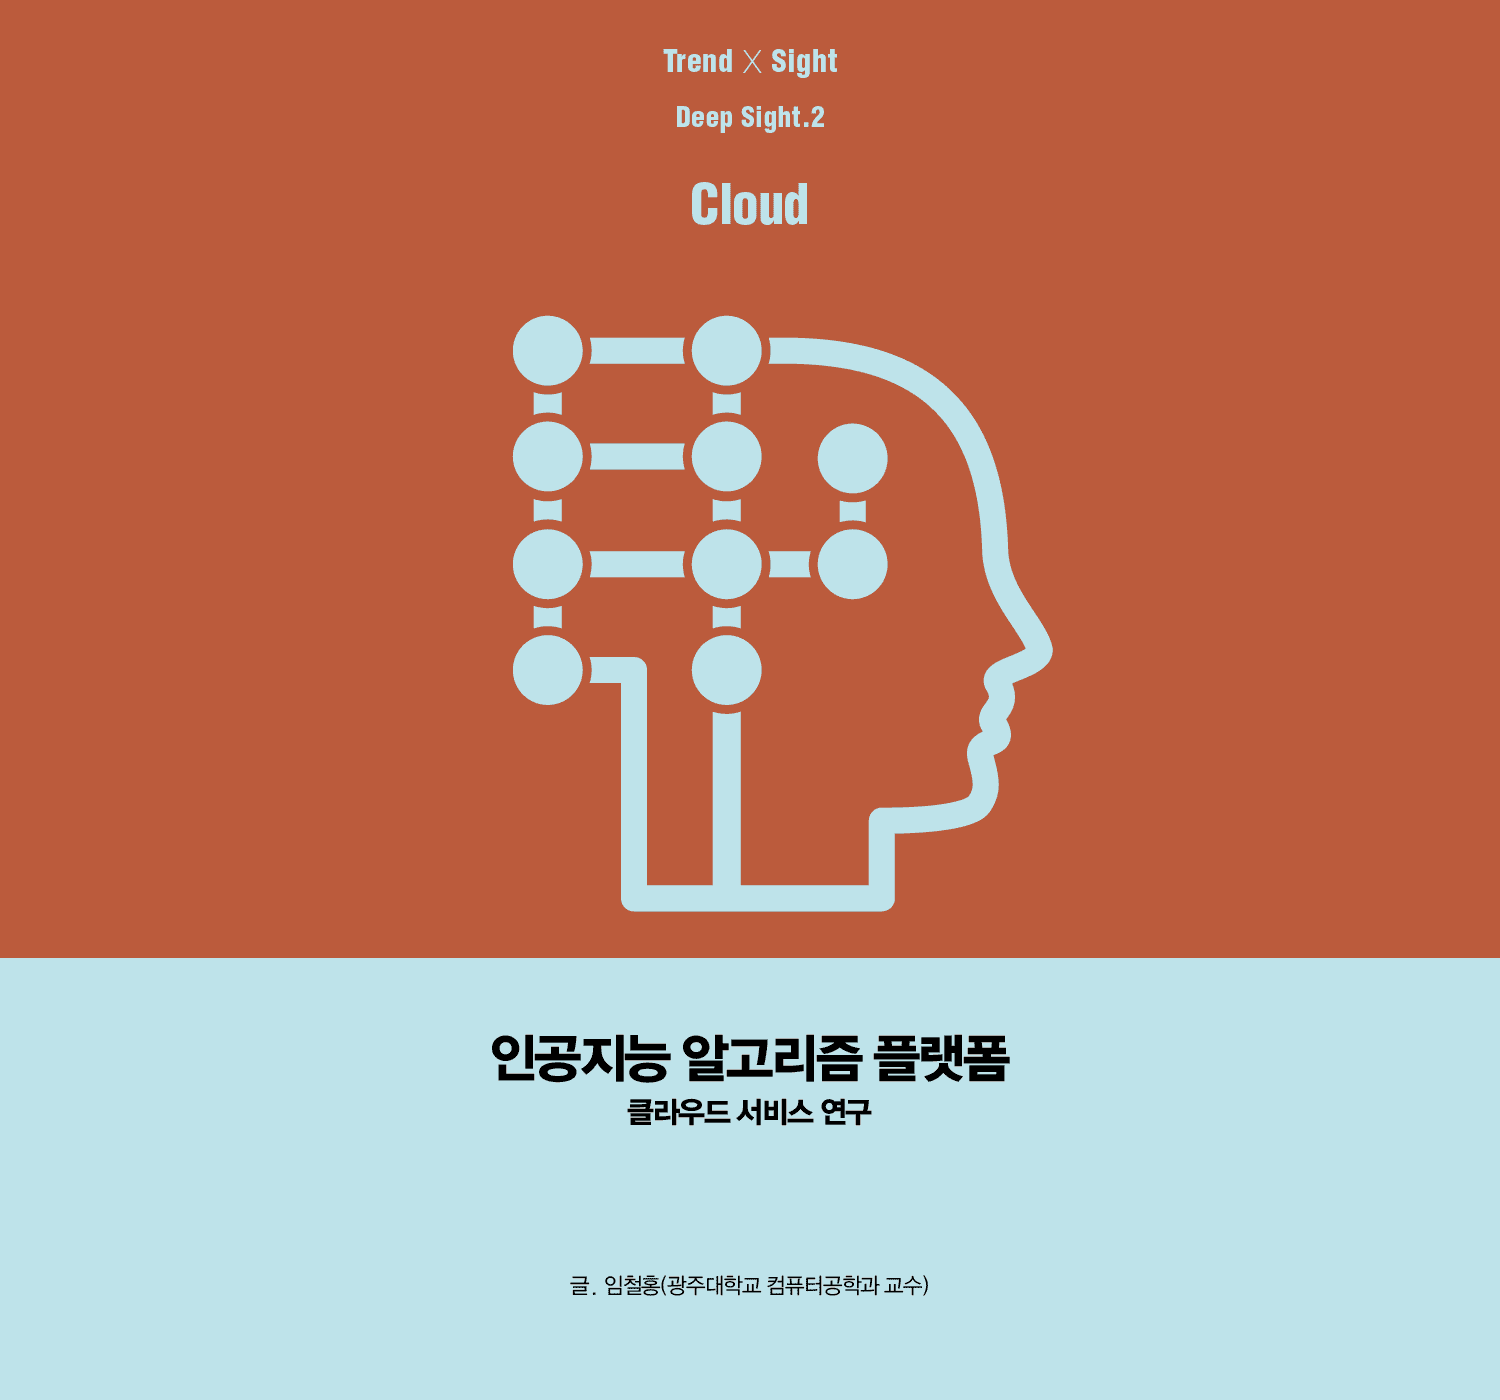 Trend X Sight
Deep Sight.2
Cloud
인공지능 알고리즘 플랫폼
클라우드 서비스 연구
글. 임철홍(광주대학교 컴퓨터공학과 교수)